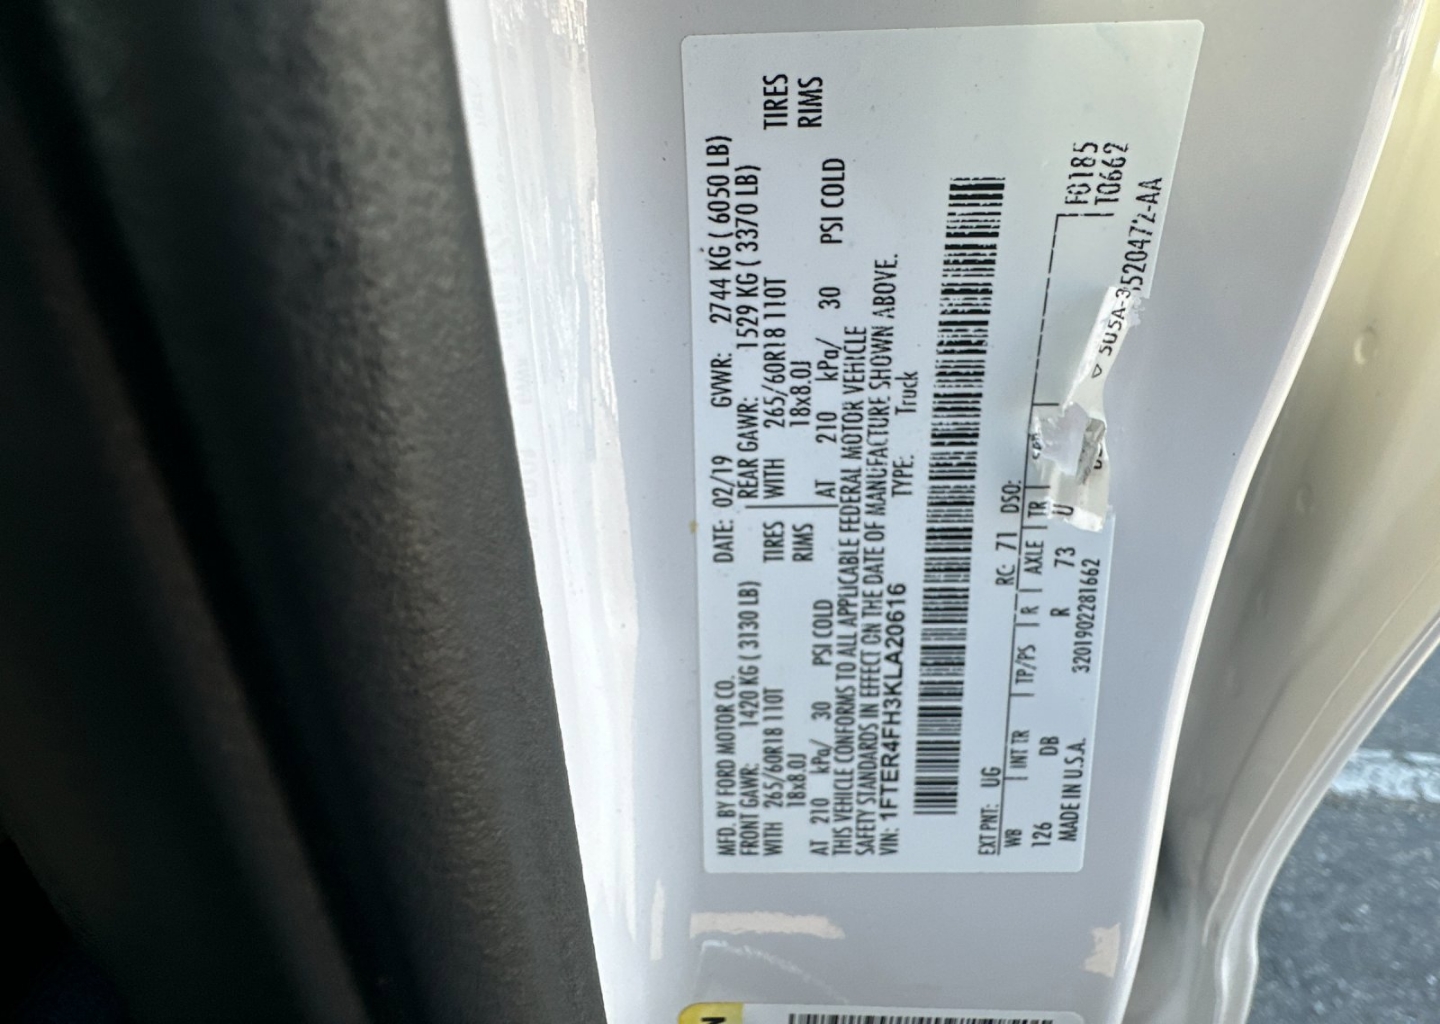 MFD. BY FORD MOTOR CO.
DATE: 02/19 GVWR: 2744 KG ( 6050 LB)
FRONT GAWR: 1420 KG ( 3130 LB) REAR GAWR: 1529 KG ( 3370 LB)
WITH 265/60R18 110T TIRES WITH 265/60R18 110T TIRES
18x8.0J RIMS 18x8.0J RIMS
AT 210 kPa/ 30 PSI COLD AT 210 kPa/ 30 PSI COLD
THIS VEHICLE CONFORMS TO ALL APPLICABLE FEDERAL MOTOR VEHICLE
SAFETY STANDARDS IN EFFECT ON THE DATE OF MANUFACTURE SHOWN ABOVE.
VIN: 1FTER4FH3KLA20616 TYPE: Truck
EXT PNT: UG RC: 71 DSO:
WB INT TR TP/PS R AXLE TR
F0185
126 DB R 73 U
T0662
MADE IN U.S.A. 3201902281662
▽ SU5A-3520472-AA
N